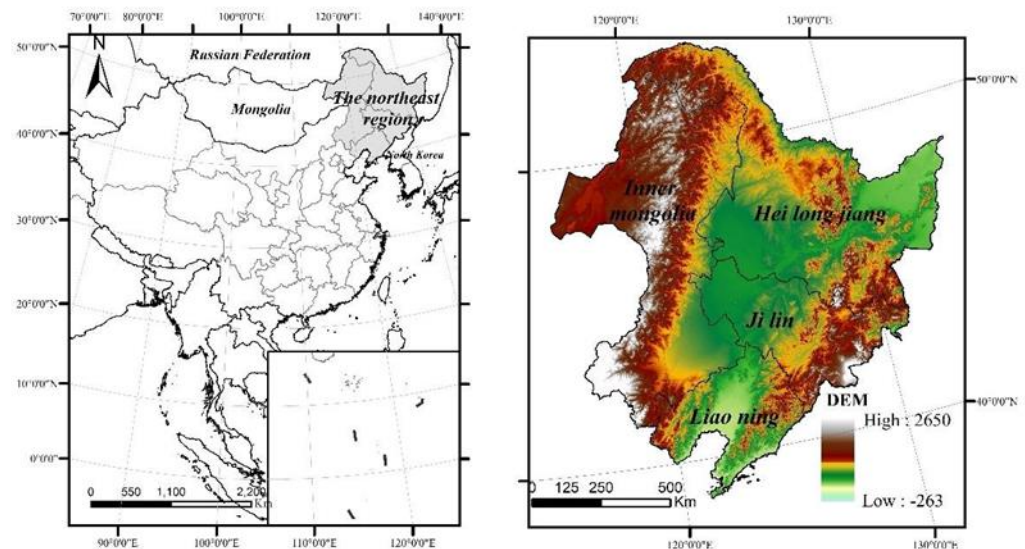 70°0'0"E 80°0'0"E 100°0'0"E 120°0'0"E 140°0'0"E
50°0'0"N
40°0'0"N
30°0'0"N
20°0'0"N
10°0'0"N
0°0'0"
N
Russian Federation
Mongolia
The northeast
region
North Korea
0 550 1,100 2,200
Km
90°0'0"E 100°0'0"E 110°0'0"E 120°0'0"E
120°0'0"E 130°0'0"E
50°0'0"N
40°0'0"N
Inner
mongolia
Hei long jiang
Ji lin
Liao ning
DEM
High : 2650
Low : -263
0 125 250 500
Km
120°0'0"E 130°0'0"E